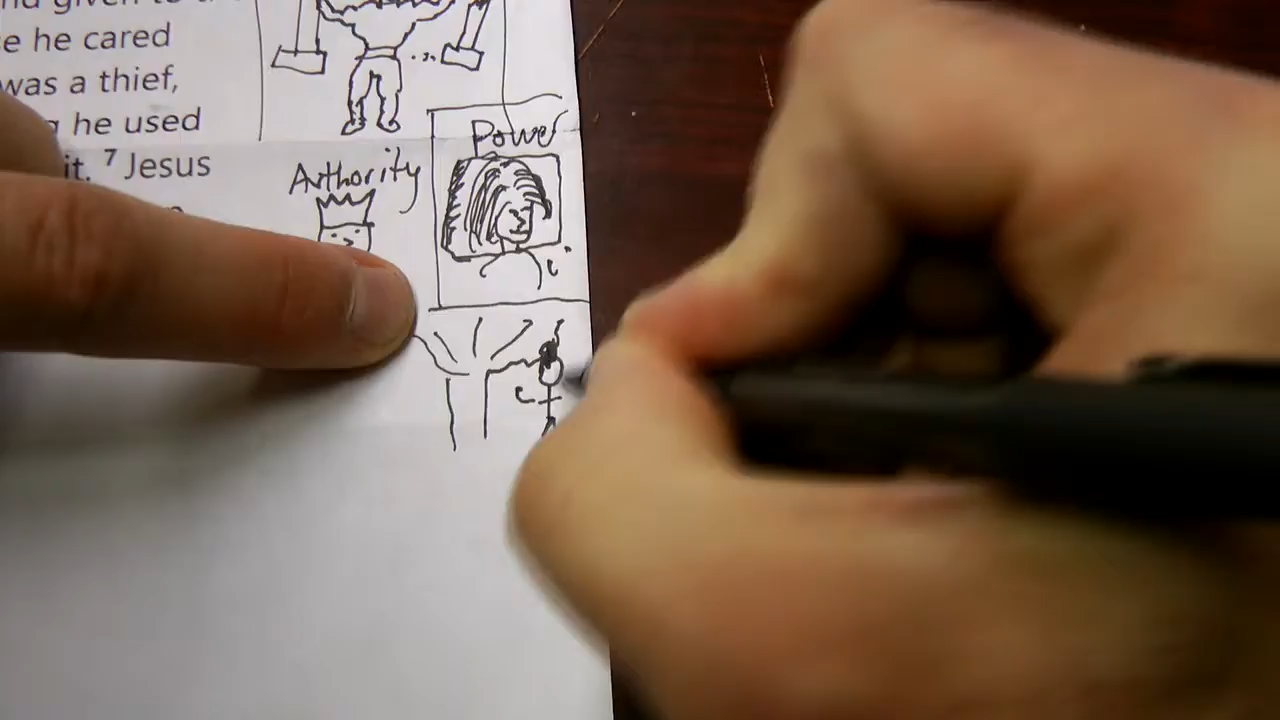 e he cared
was a thief,
he used
it. ⁷ Jesus
Power
Authority